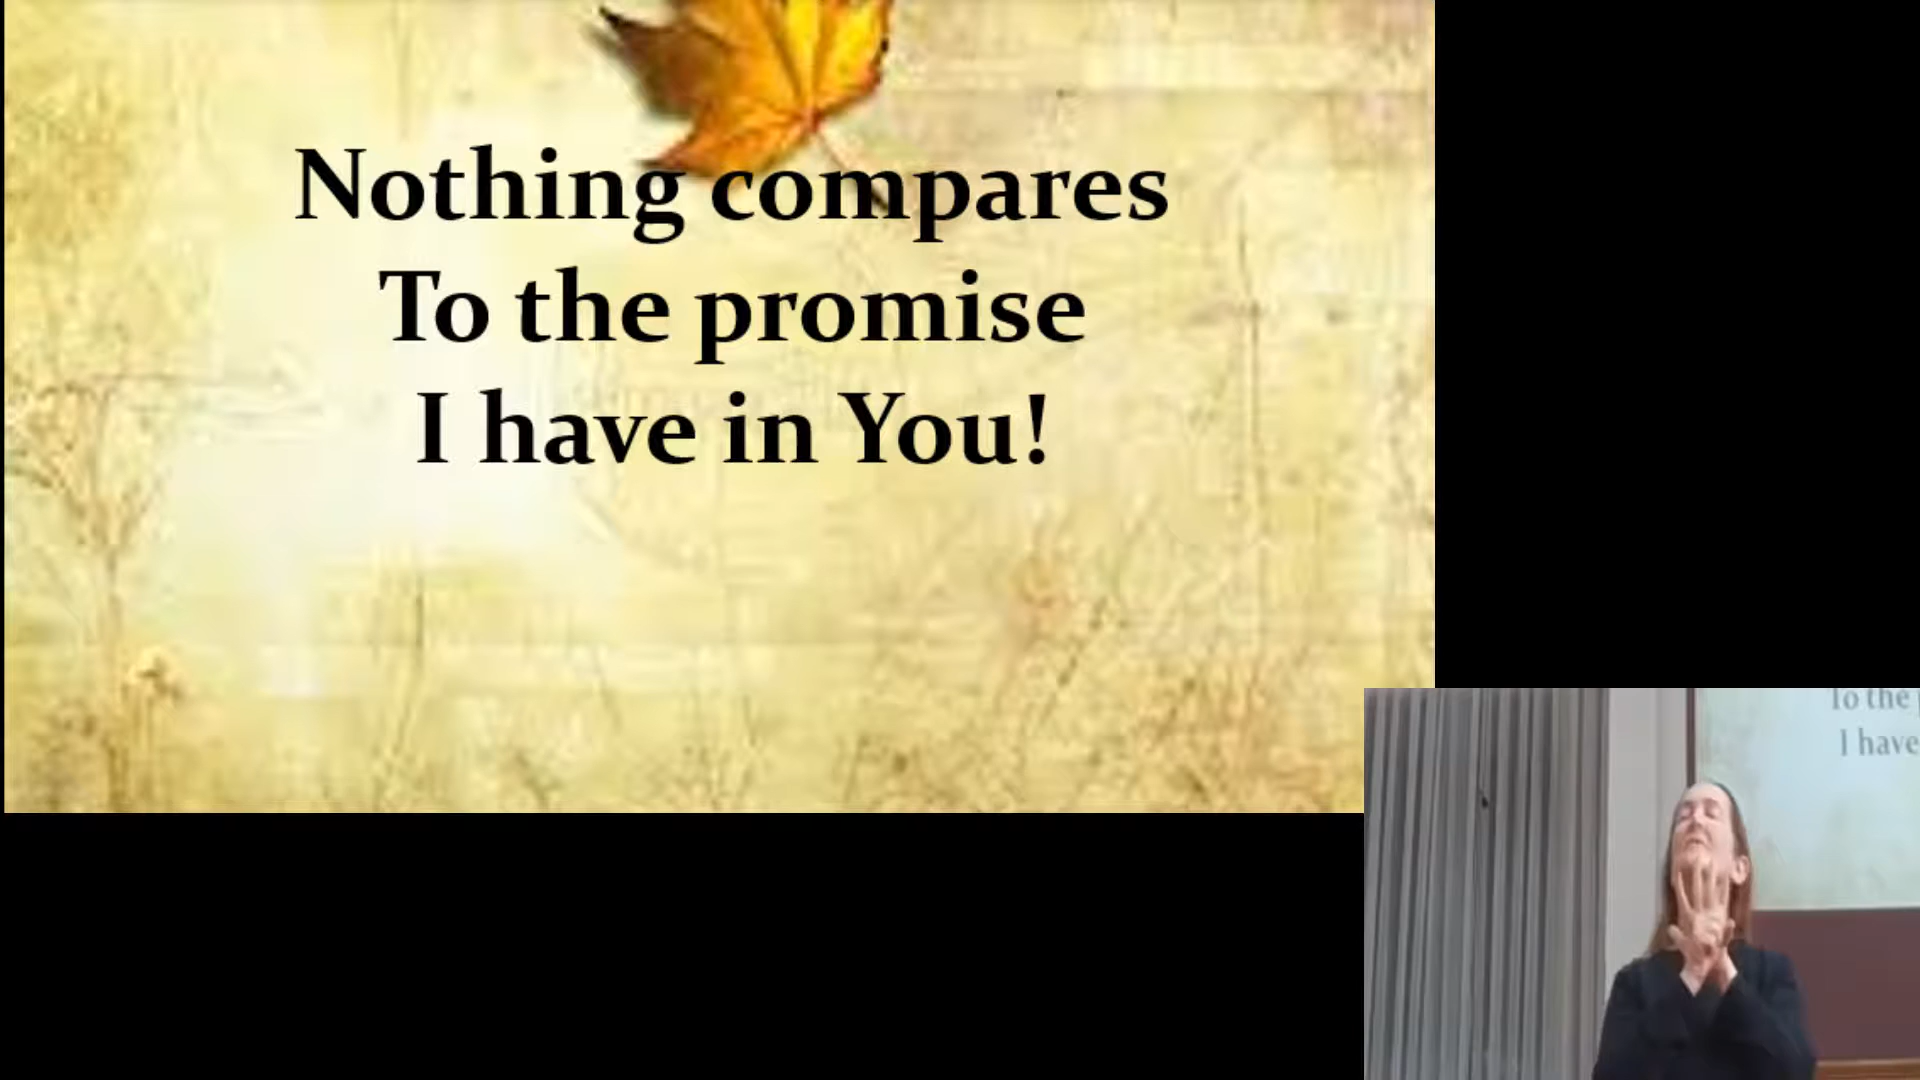 Nothing compares
To the promise
I have in You!
To the
I have